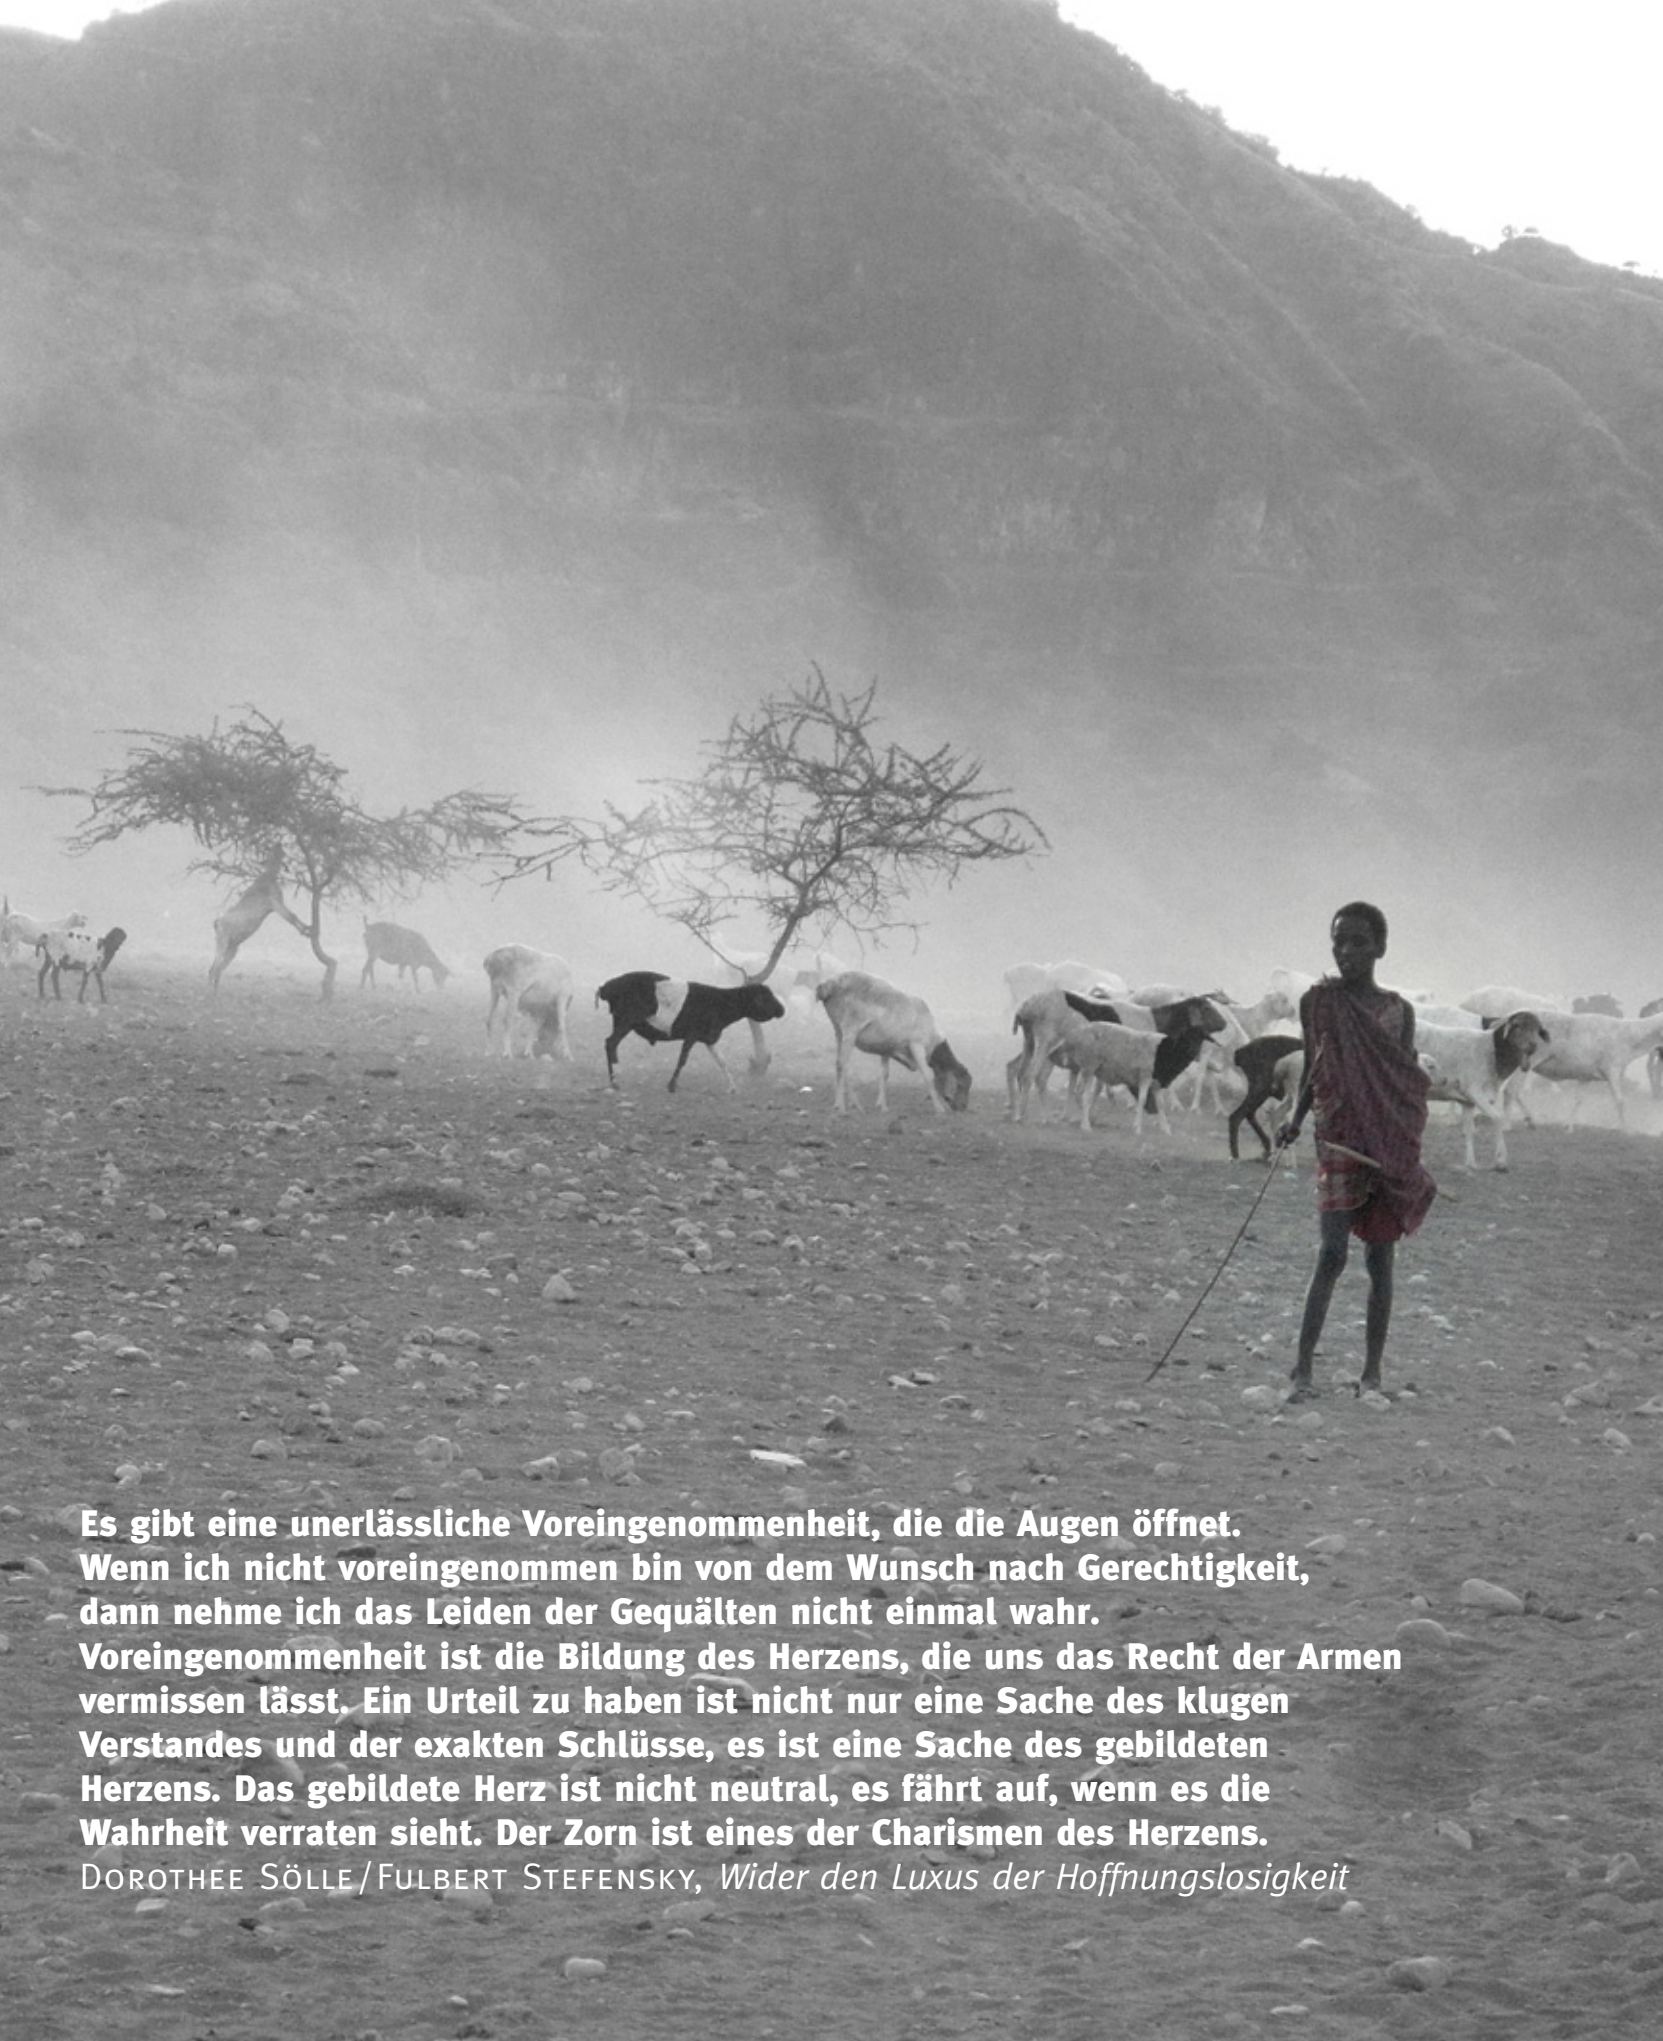 Es gibt eine unerlässliche Voreingenommenheit, die die Augen öffnet.
Wenn ich nicht voreingenommen bin von dem Wunsch nach Gerechtigkeit,
dann nehme ich das Leiden der Gequälten nicht einmal wahr.
Voreingenommenheit ist die Bildung des Herzens, die uns das Recht der Armen
vermissen lässt. Ein Urteil zu haben ist nicht nur eine Sache des klugen
Verstandes und der exakten Schlüsse, es ist eine Sache des gebildeten
Herzens. Das gebildete Herz ist nicht neutral, es fährt auf, wenn es die
Wahrheit verraten sieht. Der Zorn ist eines der Charismen des Herzens.
DOROTHEE SÖLLE/FULBERT STEFENSKY, Wider den Luxus der Hoffnungslosigkeit